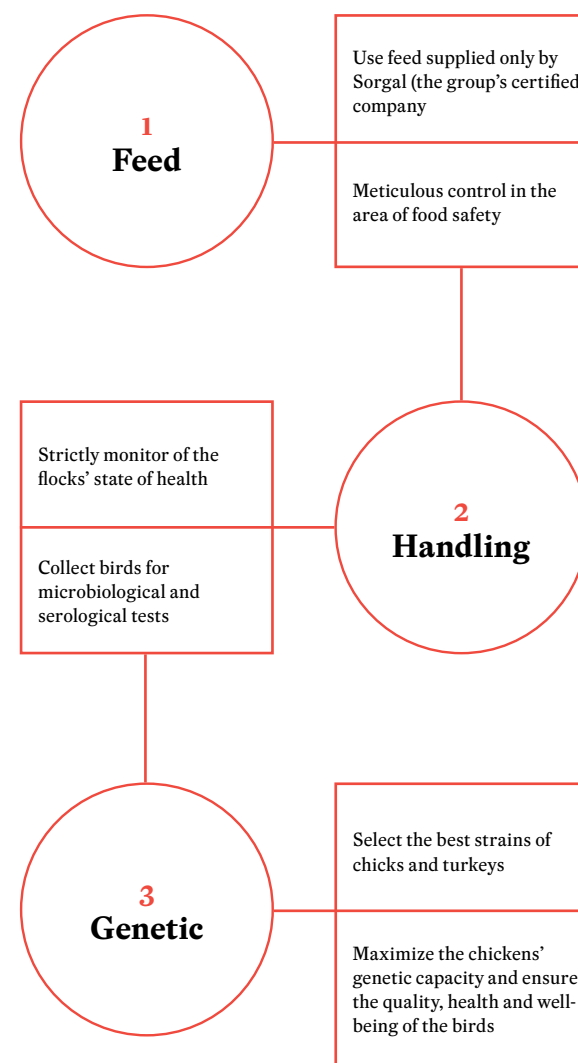 1
Feed
Use feed supplied only by
Sorgal (the group's certified
company
Meticulous control in the
area of food safety
2
Handling
Strictly monitor of the
flocks' state of health
Collect birds for
microbiological and
serological tests
3
Genetic
Select the best strains of
chicks and turkeys
Maximize the chickens'
genetic capacity and ensure
the quality, health and well-
being of the birds